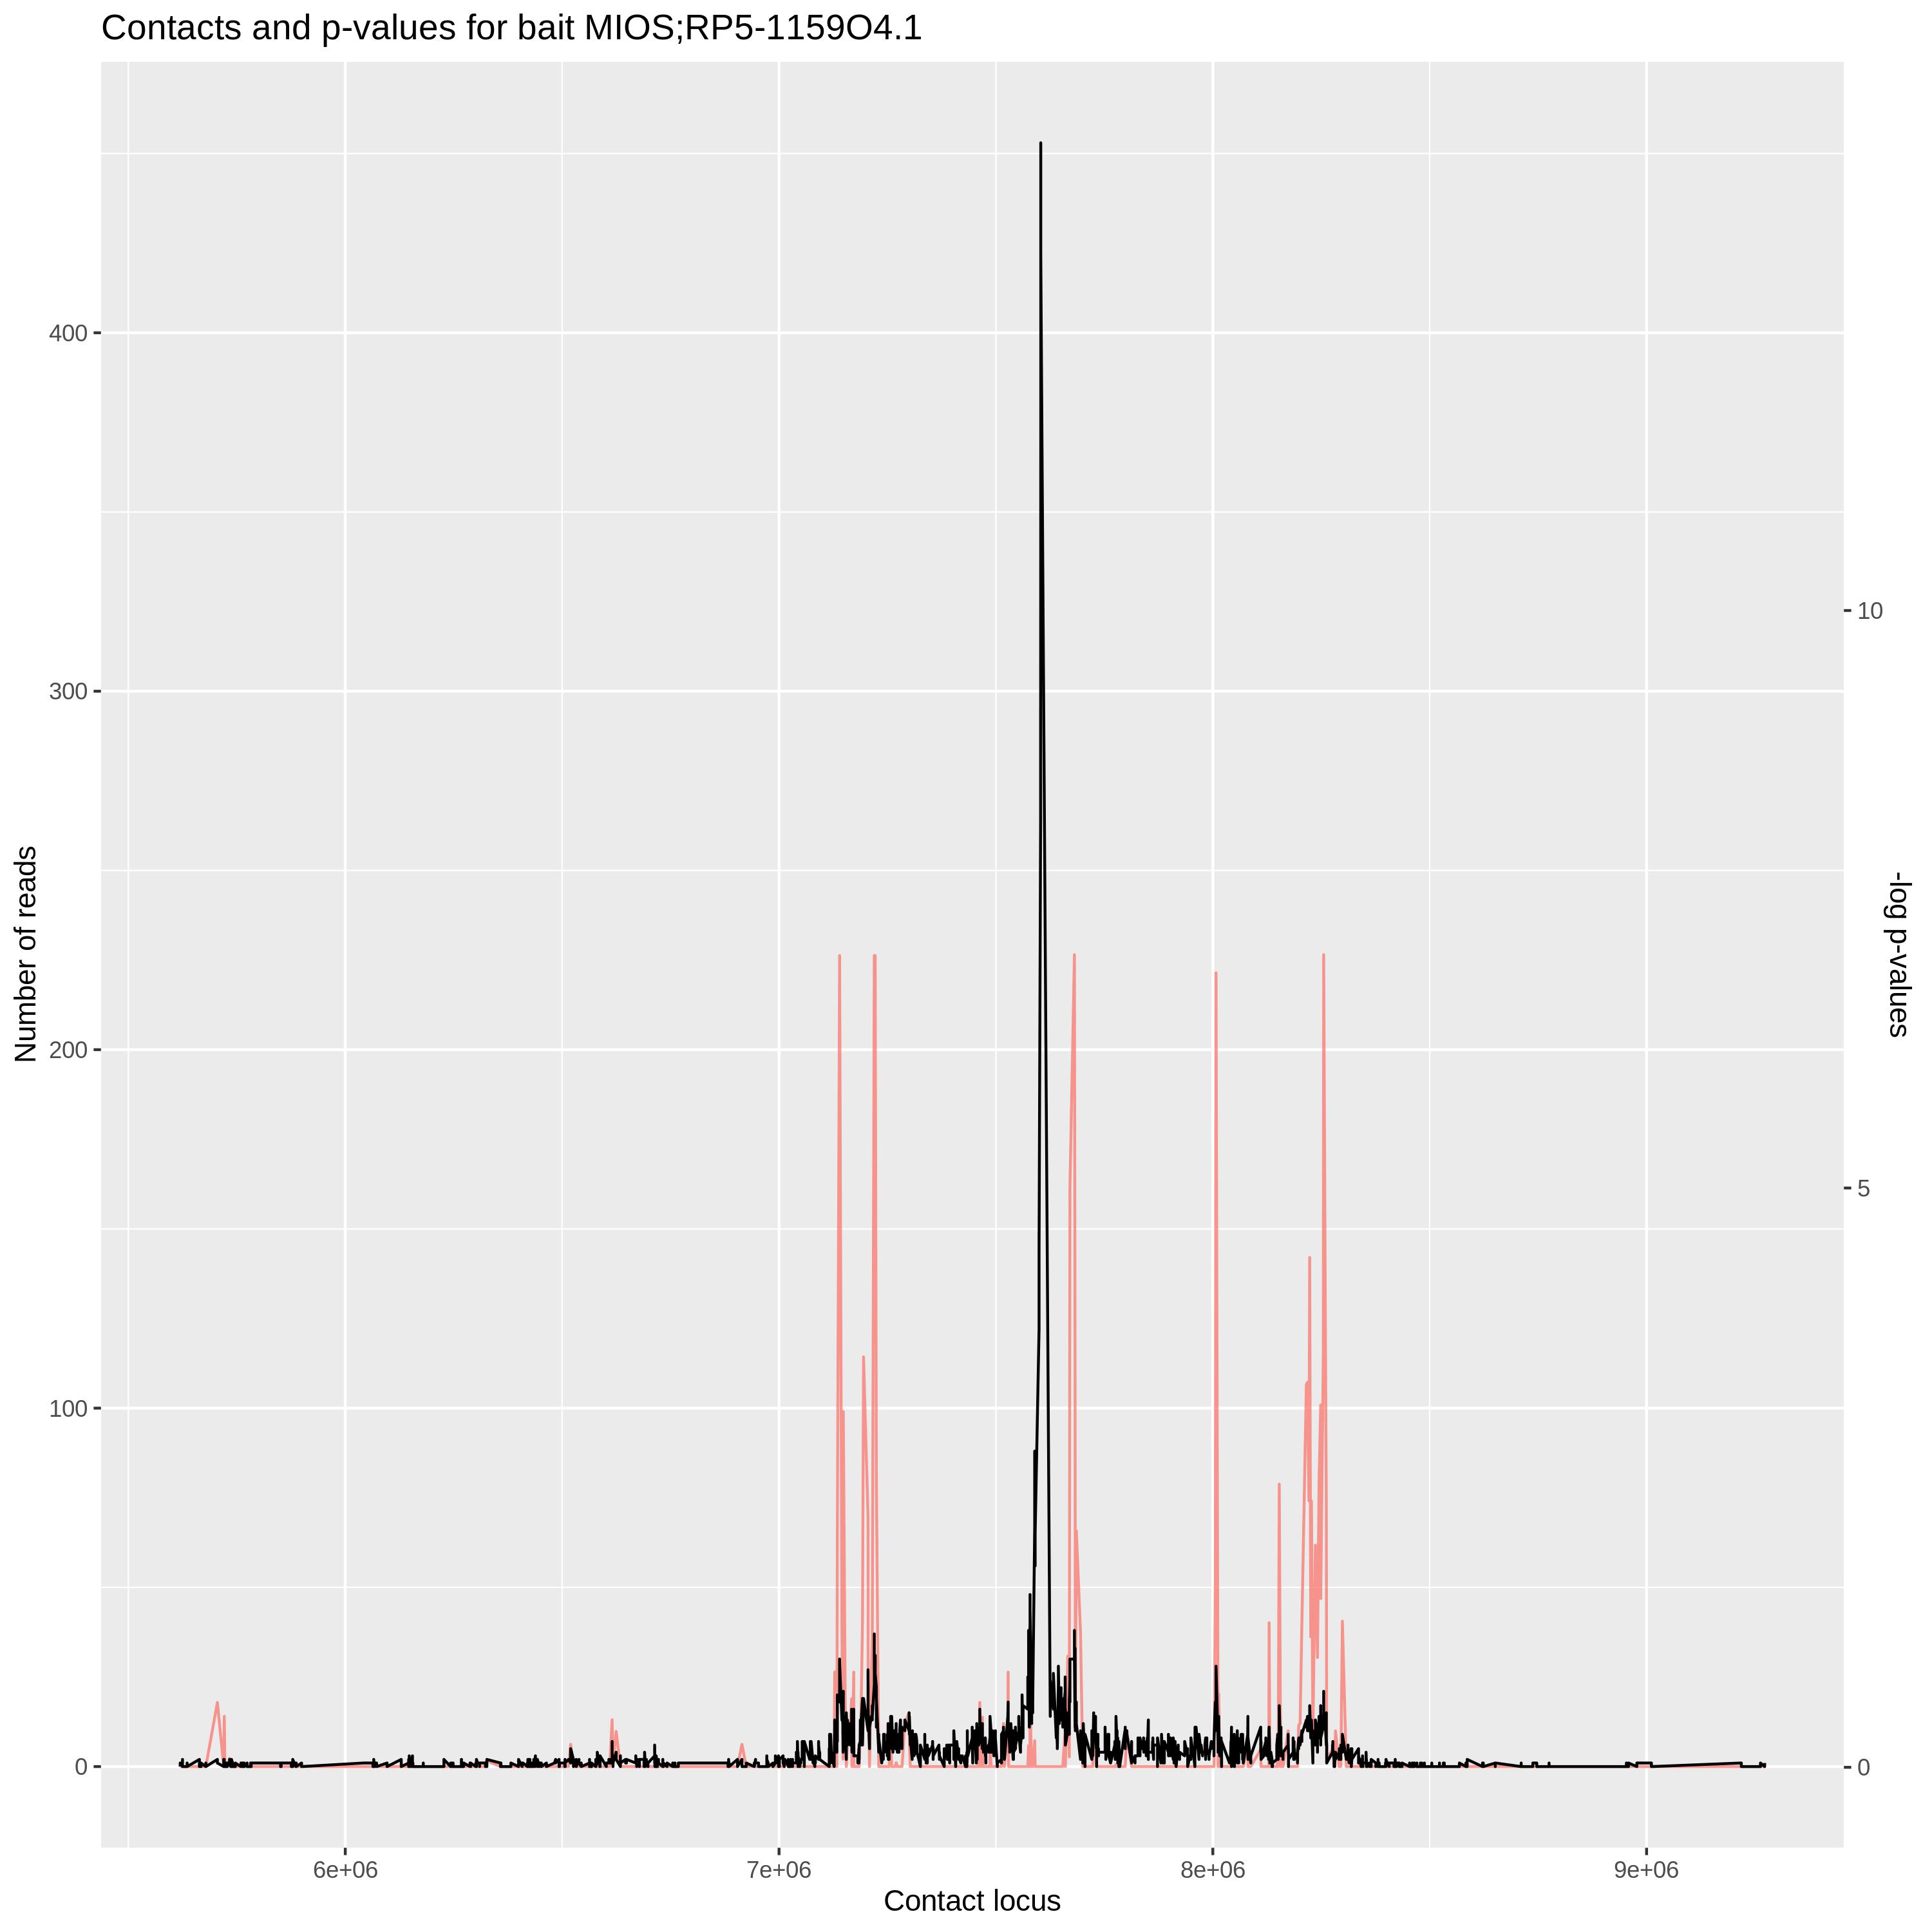 Contacts and p-values for bait MIOS;RP5-1159O4.1
Number of reads
400
300
200
100
0
10
5
0
-log p-values
6e+06
7e+06
8e+06
9e+06
Contact locus